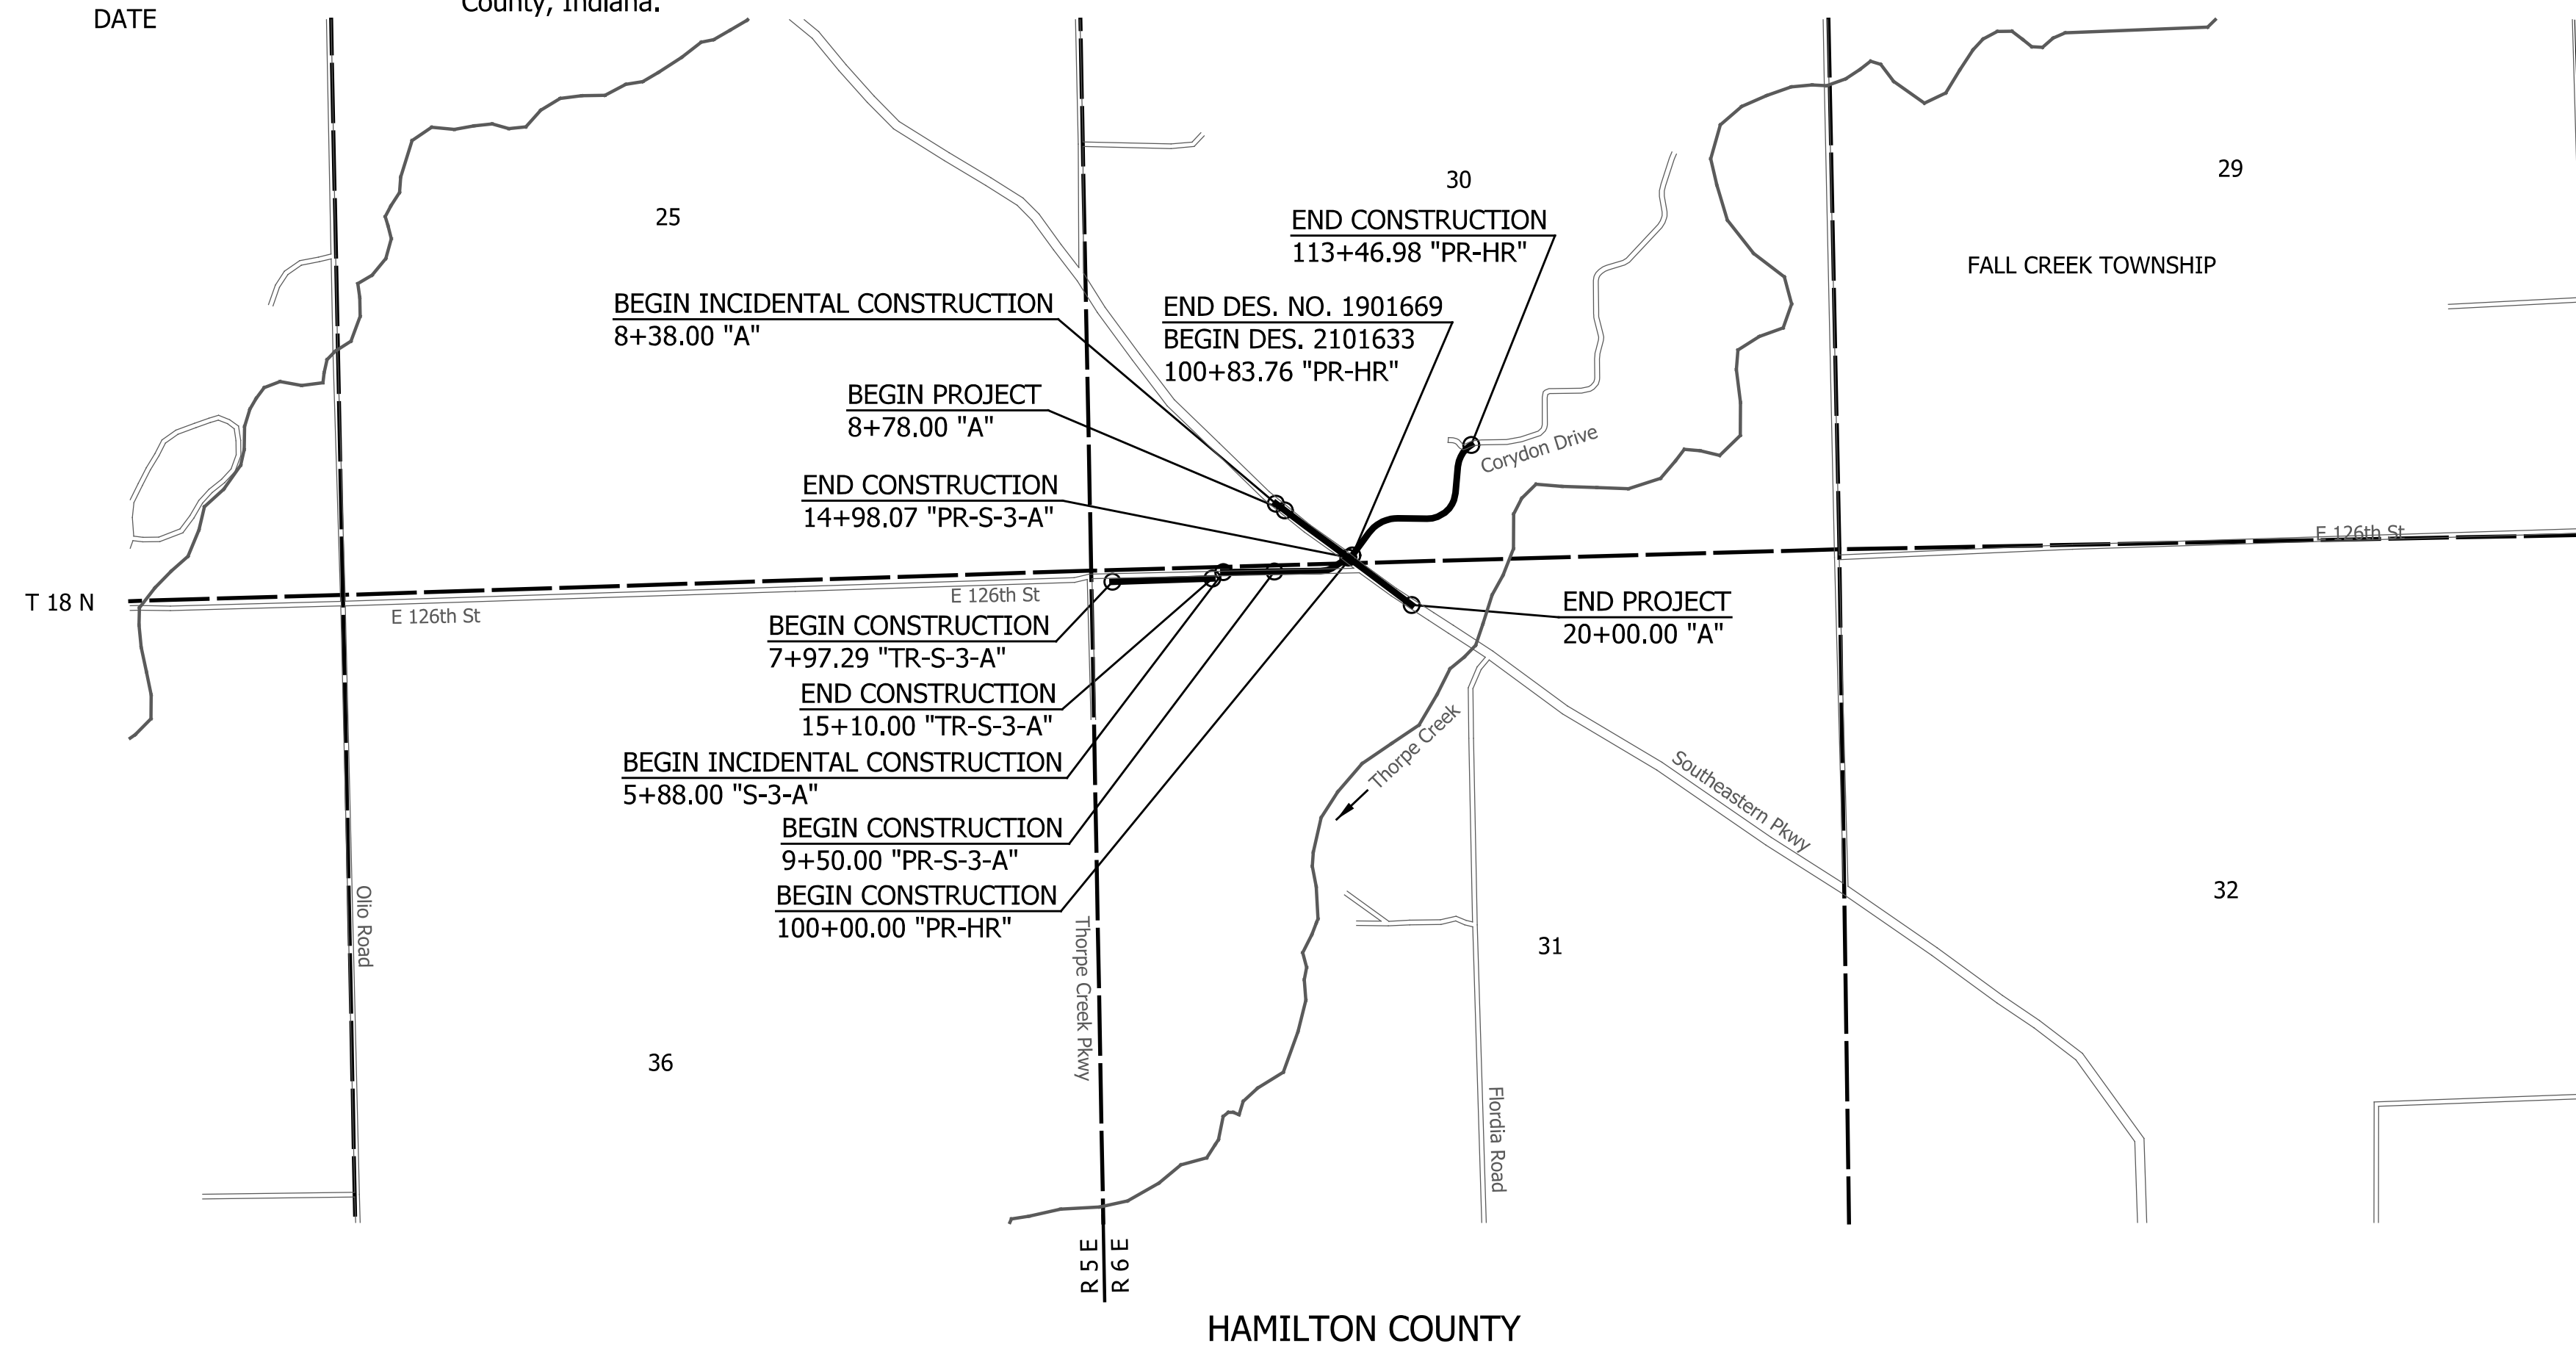 County, Indiana.
DATE
30
29
25
END CONSTRUCTION
113+46.98 "PR-HR"
FALL CREEK TOWNSHIP
BEGIN INCIDENTAL CONSTRUCTION
8+38.00 "A"
END DES. NO. 1901669
BEGIN DES. 2101633
100+83.76 "PR-HR"
BEGIN PROJECT
8+78.00 "A"
Corydon Drive
END CONSTRUCTION
14+98.07 "PR-S-3-A"
E 126th St
T 18 N
E 126th St
E 126th St
END PROJECT
20+00.00 "A"
BEGIN CONSTRUCTION
7+97.29 "TR-S-3-A"
END CONSTRUCTION
15+10.00 "TR-S-3-A"
Thorpe Creek
BEGIN INCIDENTAL CONSTRUCTION
5+88.00 "S-3-A"
Southeastern Pkwy
BEGIN CONSTRUCTION
9+50.00 "PR-S-3-A"
BEGIN CONSTRUCTION
100+00.00 "PR-HR"
Olio Road
Thorpe Creek Pkwy
32
31
36
Flordia Road
R 5 E
R 6 E
HAMILTON COUNTY